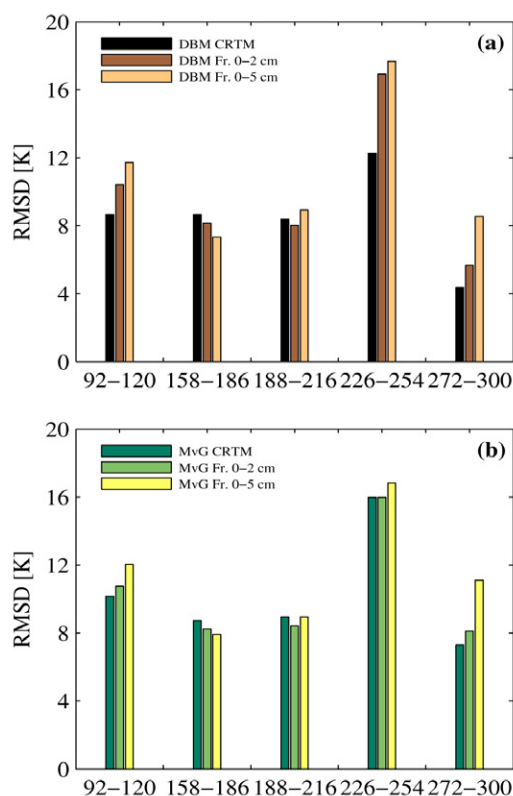 20
(a)
DBM CRTM
DBM Fr. 0−2 cm
16
DBM Fr. 0−5 cm
12
RMSD [K]
8
4
0
92−120 158−186 188−216 226−254 272−300
20
(b)
MvG CRTM
MvG Fr. 0−2 cm
16
MvG Fr. 0−5 cm
12
RMSD [K]
8
4
0
92−120 158−186 188−216 226−254 272−300